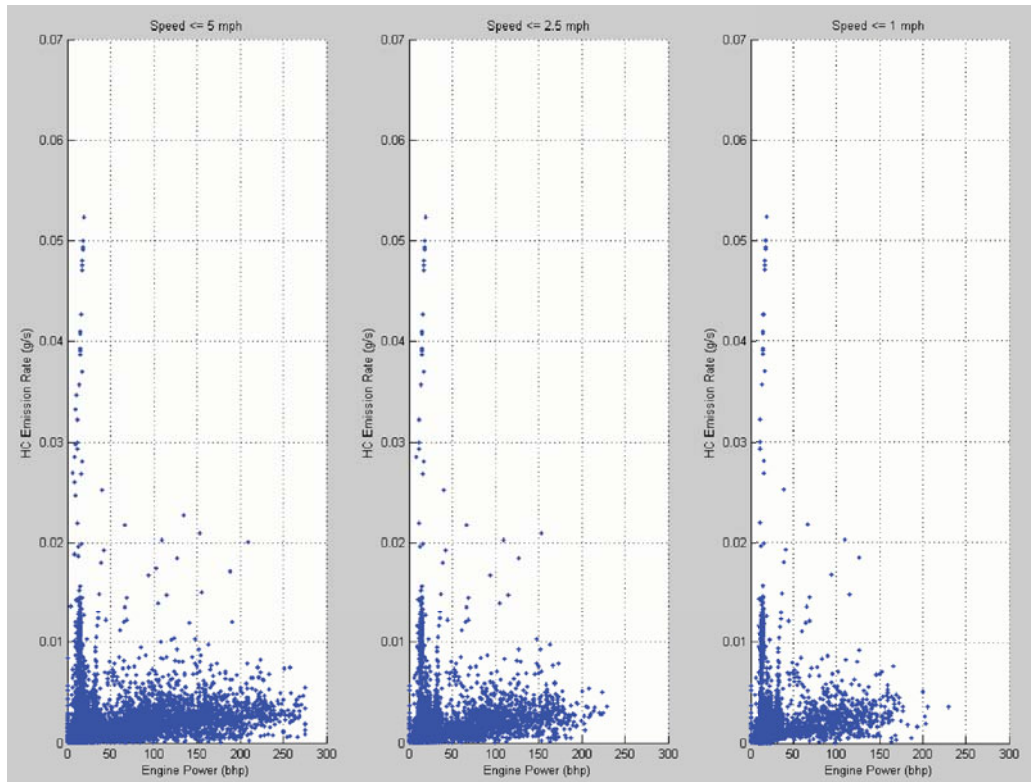 Speed <= 5 mph
0.07
0.06
0.05
0.04
0.03
0.02
0.01
0
HC Emission Rate (g/s)
0 50 100 150 200 250 300
Engine Power (bhp)
Speed <= 2.5 mph
0.07
0.06
0.05
0.04
0.03
0.02
0.01
0
HC Emission Rate (g/s)
0 50 100 150 200 250 300
Engine Power (bhp)
Speed <= 1 mph
0.07
0.06
0.05
0.04
0.03
0.02
0.01
0
HC Emission Rate (g/s)
0 50 100 150 200 250 300
Engine Power (bhp)